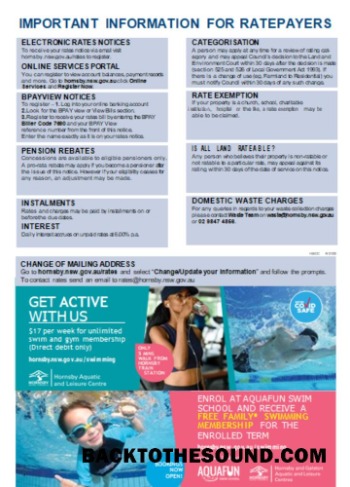 IMPORTANT INFORMATION FOR RATEPAYERS
ELECTRONIC RATES NOTICES
To receive your rates notice via email visit
hornsby.nsw.gov.au/rates to register.
ONLINE SERVICES PORTAL
You can register to view account balances, payment records
and more. Go to hornsby.nsw.gov.au click Online
Services and Register Now.
BPAYVIEW NOTICES
To register – 1. Log into your online banking account
2. Look for the BPAY View or View Bills section.
3. Register to receive your rates bill by entering the BPAY
Biller Code 7880 and your BPAY View
reference number from the front of this notice.
Enter the name exactly as it is on your rates notice.
PENSION REBATES
Concessions are available to eligible pensioners only.
A pro-rata rebate may apply if you become a pensioner after
the issue of this notice. However if your eligibility ceases for
any reason, an adjustment may be made.
INSTALMENTS
Rates and charges may be paid by instalments on or
before the due dates.
INTEREST
Daily interest accrues on unpaid rates at
CATEGORISATION
A person may apply at any time for a review of rating cat-
egory and may appeal Council's decision to the Land and
Environment Court within 30 days after the decision is made
(section 525 and 526 of Local Government Act 1993). If
there is a change of use (eg. Farmland to Residential) you
must notify Council within 30 days of any such change.
RATE EXEMPTION
If your property is a church, school, charitable
hospital or the like, a rate exemption may
able to be claimed.
IS ALL LAND RATEABLE?
Any person who believes their property is non-rateable or
not rateable in a particular rate, may appeal against its
rating within 30 days of the date of service on this notice.
DOMESTIC WASTE CHARGES
For any queries in regards to your waste collection charges
please contact Waste Team on waste@hornsby.nsw.gov.au
or 02 9847 4856.
CHANGE OF MAILING ADDRESS
Go to hornsby.nsw.gov.au/rates and select "Change/Update your information" and follow the prompts.
To contact rates send an email to rates@hornsby.nsw.gov.au
GET ACTIVE
WITH US
$17 per week for unlimited
swim and gym membership
(Direct debit only)
hornsby.nsw.gov.au/swimming
Hornsby Aquatic
and Leisure Centre
ONLY
5 MINS
WALK FROM
HORNSBY
TRAIN
STATION
COVID
SAFE
ENROL AT AQUAFUN SWIM
SCHOOL AND RECEIVE A
FREE FAMILY* SWIMMING
MEMBERSHIP FOR THE
ENROLLED TERM
BACKTOTHESOUND.COM
BOOKINGS
NOW
OPEN!
AQUAFUN
Hornsby and Galston
Aquatic and
Leisure Centres